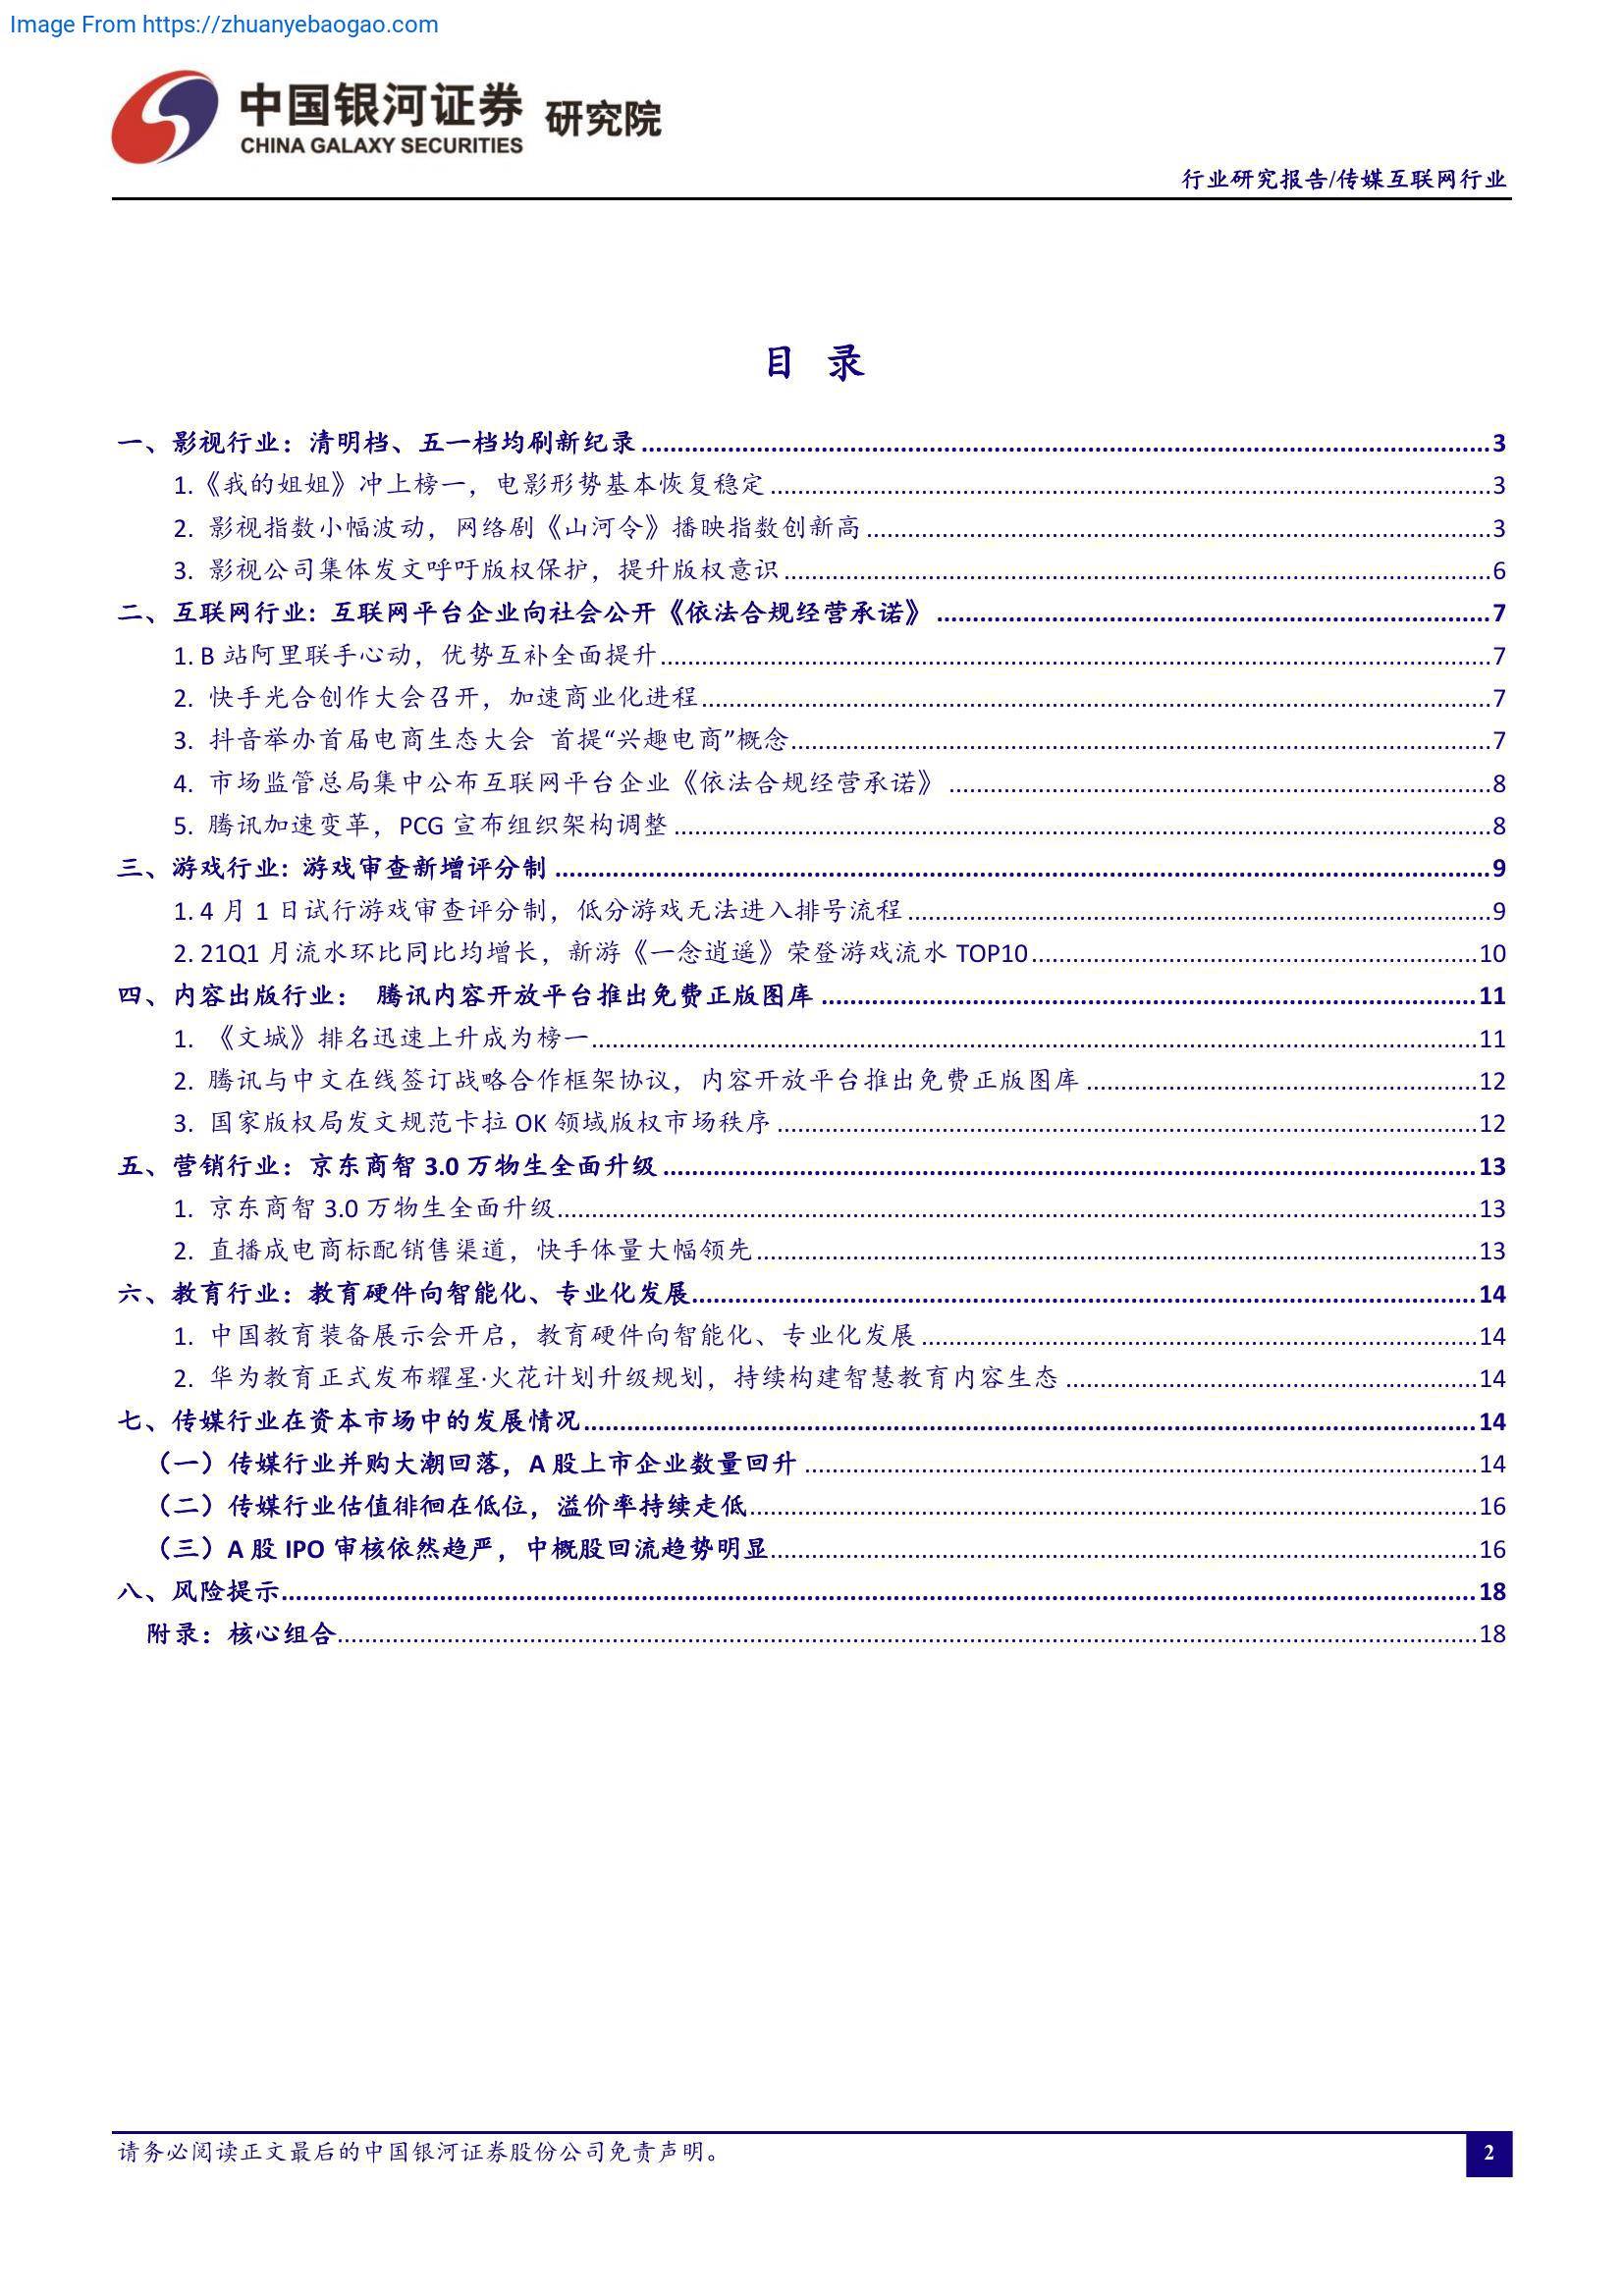 Image From https://zhuanyebaogao.com
中国银河证券 研究院
CHINA GALAXY SECURITIES
行业研究报告/传媒互联网行业
目 录
一、影视行业：清明档、五一档均刷新纪录 3
1.《我的姐姐》冲上榜一，电影形势基本恢复稳定 3
2. 影视指数小幅波动，网络剧《山河令》播映指数创新高 3
3. 影视公司集体发文呼吁版权保护，提升版权意识 6
二、互联网行业：互联网平台企业向社会公开《依法合规经营承诺》 7
1. B 站阿里联手心动，优势互补全面提升 7
2. 快手光合创作大会召开，加速商业化进程 7
3. 抖音举办首届电商生态大会 首提“兴趣电商”概念 7
4. 市场监管总局集中公布互联网平台企业《依法合规经营承诺》 8
5. 腾讯加速变革，PCG 宣布组织架构调整 8
三、游戏行业：游戏审查新增评分制 9
1. 4 月 1 日试行游戏审查评分制，低分游戏无法进入排号流程 9
2. 21Q1 月流水环比同比均增长，新游《一念逍遥》荣登游戏流水 TOP10 10
四、内容出版行业： 腾讯内容开放平台推出免费正版图库 11
1. 《文城》排名迅速上升成为榜一 11
2. 腾讯与中文在线签订战略合作框架协议，内容开放平台推出免费正版图库 12
3. 国家版权局发文规范卡拉 OK 领域版权市场秩序 12
五、营销行业：京东商智 3.0 万物生全面升级 13
1. 京东商智 3.0 万物生全面升级 13
2. 直播成电商标配销售渠道，快手体量大幅领先 13
六、教育行业：教育硬件向智能化、专业化发展 14
1. 中国教育装备展示会开启，教育硬件向智能化、专业化发展 14
2. 华为教育正式发布耀星·火花计划升级规划，持续构建智慧教育内容生态 14
七、传媒行业在资本市场中的发展情况 14
（一）传媒行业并购大潮回落，A 股上市企业数量回升 14
（二）传媒行业估值徘徊在低位，溢价率持续走低 16
（三）A 股 IPO 审核依然趋严，中概股回流趋势明显 16
八、风险提示 18
附录：核心组合 18
请务必阅读正文最后的中国银河证券股份公司免责声明。
2